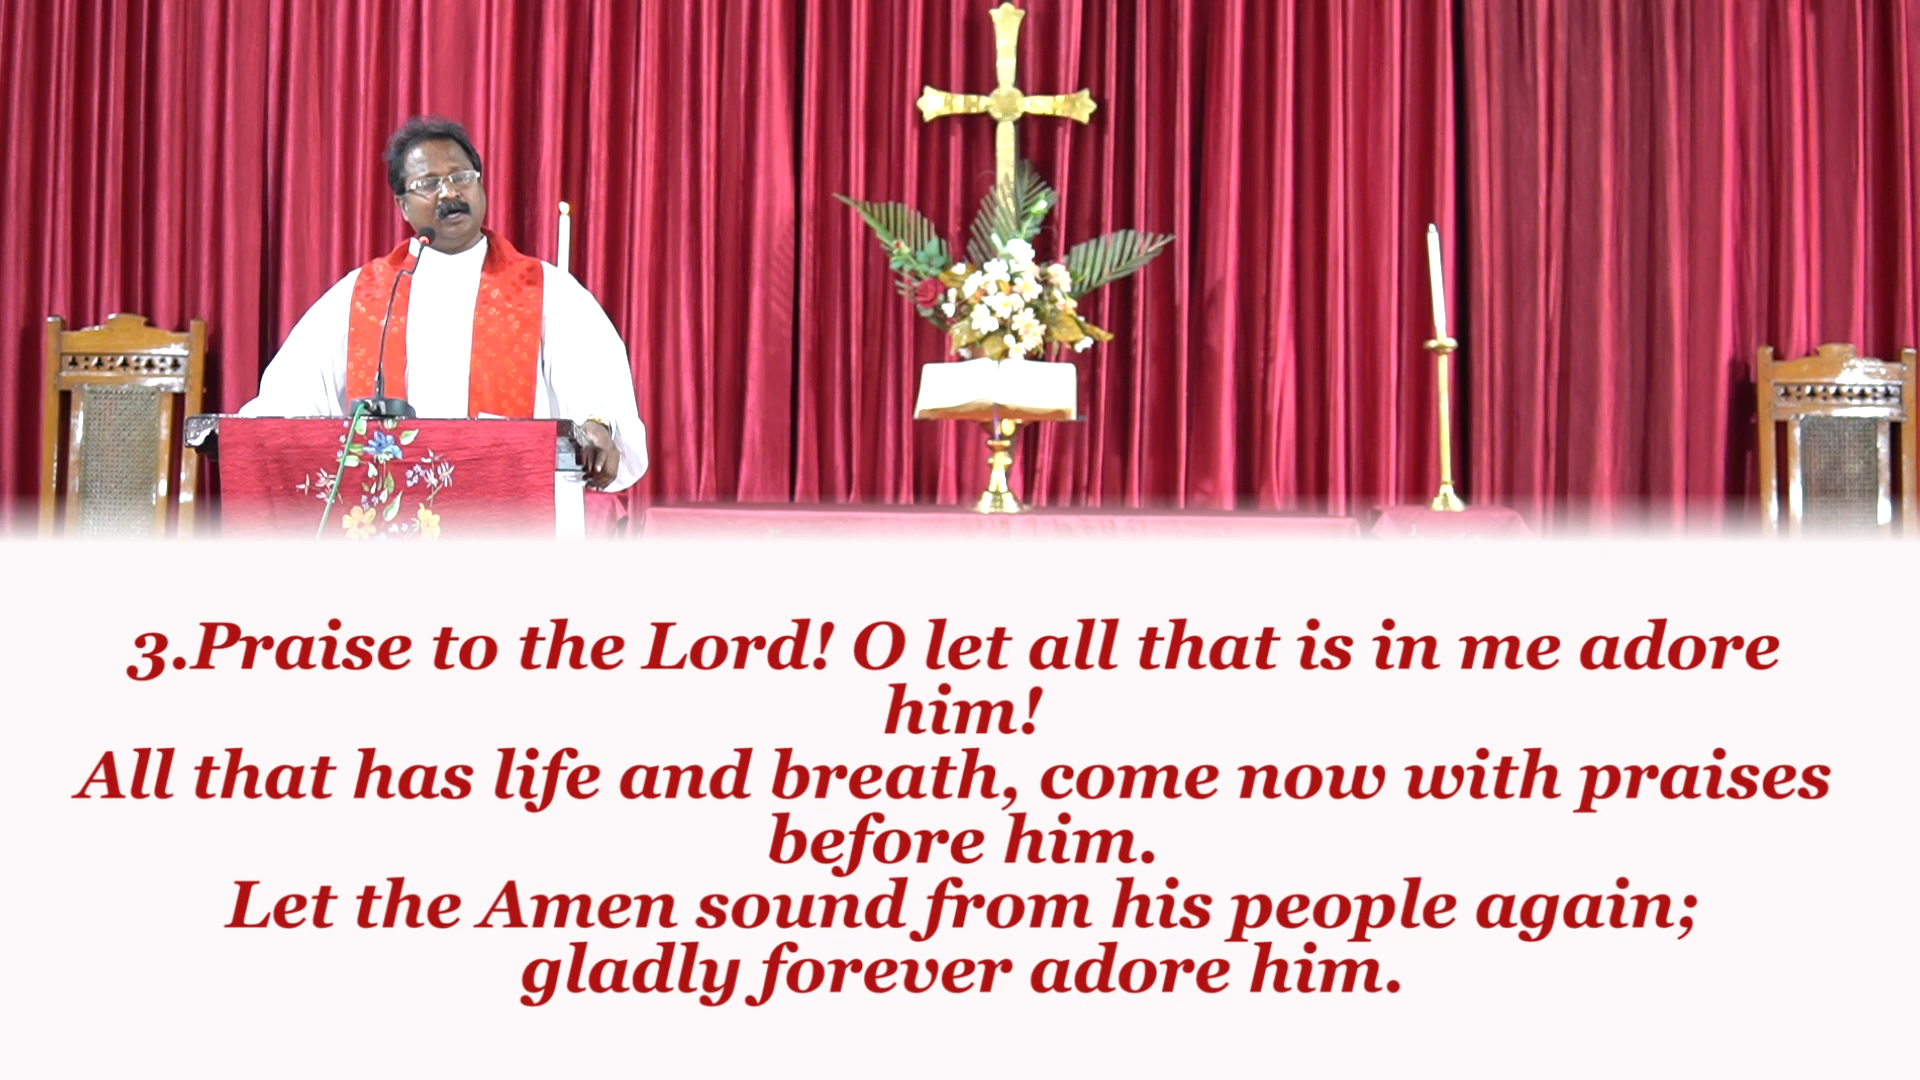 3.Praise to the Lord! O let all that is in me adore
him!
All that has life and breath, come now with praises
before him.
Let the Amen sound from his people again;
gladly forever adore him.